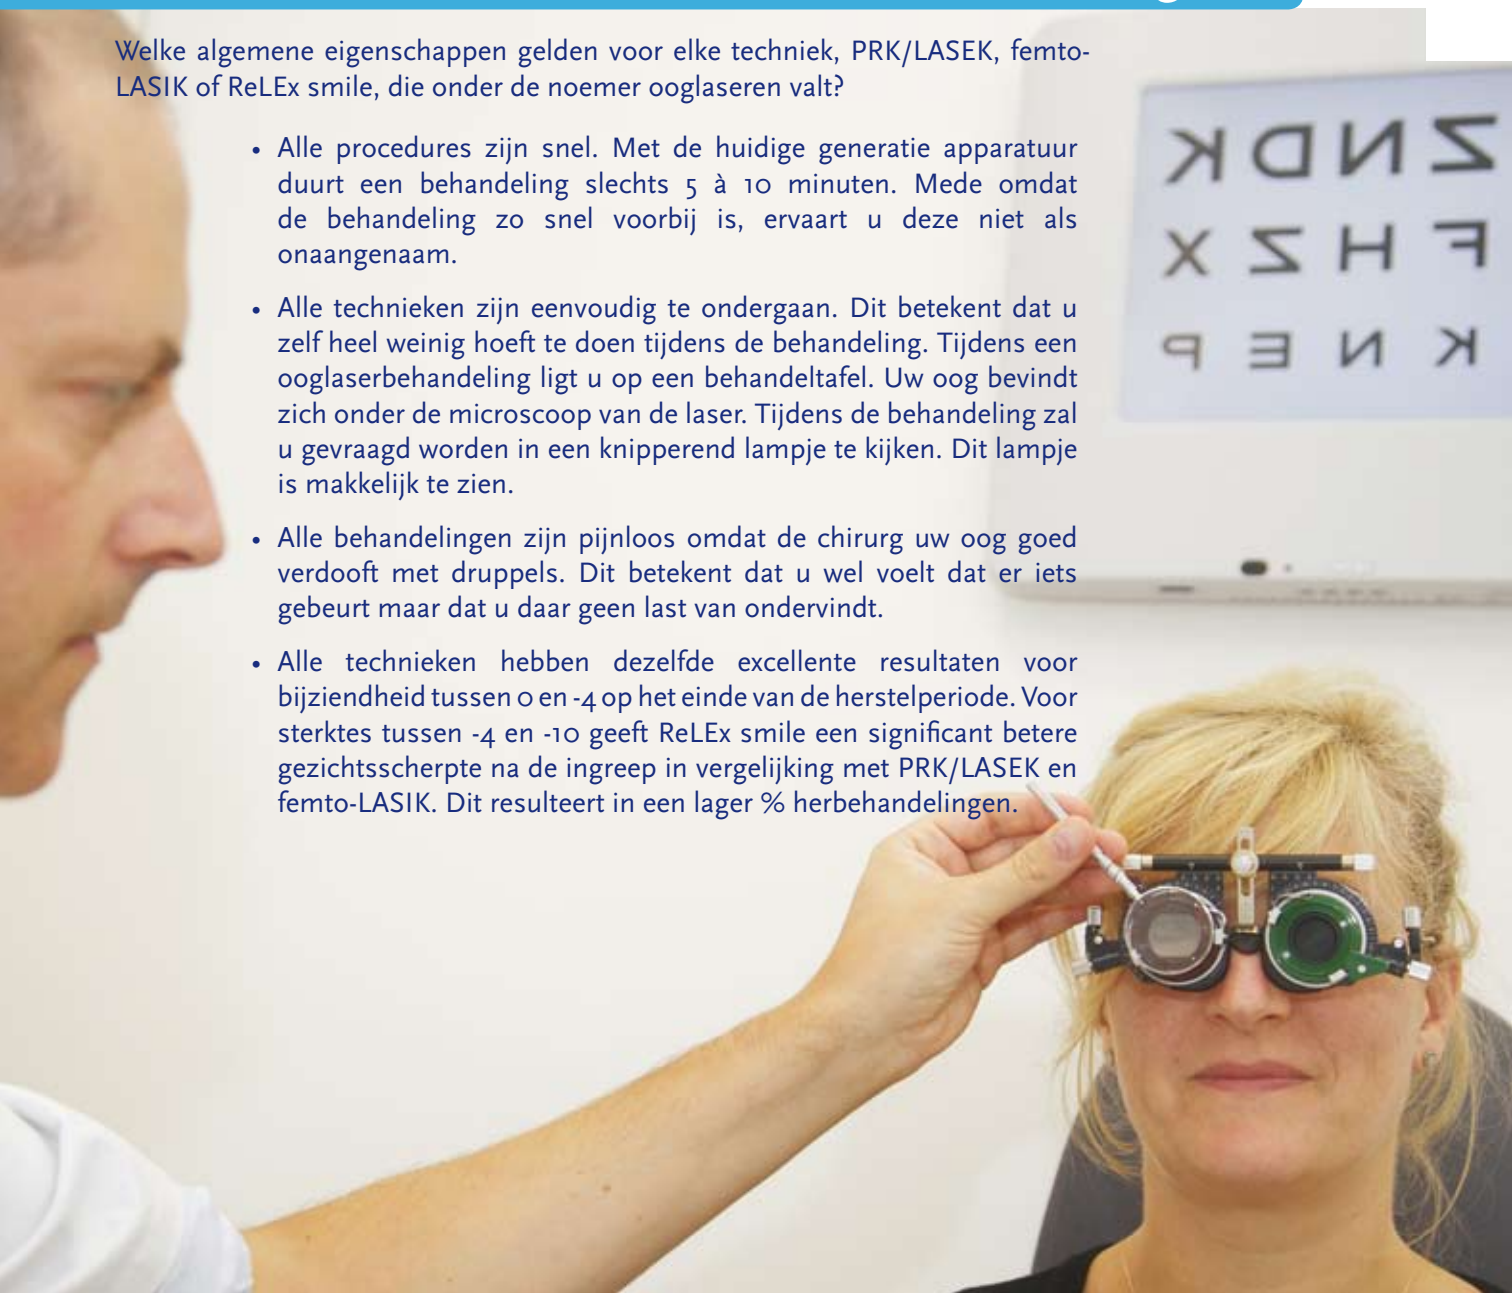 Welke algemene eigenschappen gelden voor elke techniek, PRK/LASEK, femto-
LASIK of ReLEx smile, die onder de noemer ooglaseren valt?
• Alle procedures zijn snel. Met de huidige generatie apparatuur
duurt een behandeling slechts 5 à 10 minuten. Mede omdat
de behandeling zo snel voorbij is, ervaart u deze niet als
onaangenaam.
• Alle technieken zijn eenvoudig te ondergaan. Dit betekent dat u
zelf heel weinig hoeft te doen tijdens de behandeling. Tijdens een
ooglaserbehandeling ligt u op een behandeltafel. Uw oog bevindt
zich onder de microscoop van de laser. Tijdens de behandeling zal
u gevraagd worden in een knipperend lampje te kijken. Dit lampje
is makkelijk te zien.
• Alle behandelingen zijn pijnloos omdat de chirurg uw oog goed
verdooft met druppels. Dit betekent dat u wel voelt dat er iets
gebeurt maar dat u daar geen last van ondervindt.
• Alle technieken hebben dezelfde excellente resultaten voor
bijziendheid tussen 0 en -4 op het einde van de herstelperiode. Voor
sterktes tussen -4 en -10 geeft ReLEx smile een significant betere
gezichtsscherpte na de ingreep in vergelijking met PRK/LASEK en
femto-LASIK. Dit resulteert in een lager % herbehandelingen.
ZNDK
FHZX
KNEP